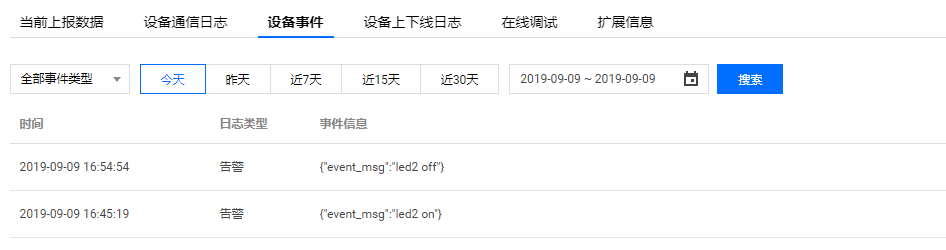 当前上报数据 设备通信日志 设备事件 设备上下线日志 在线调试 扩展信息
全部事件类型 今天 昨天 近7天 近15天 近30天 2019-09-09 ~ 2019-09-09 搜索
时间 日志类型 事件信息
2019-09-09 16:54:54 告警 {"event_msg":"led2 off"}
2019-09-09 16:45:19 告警 {"event_msg":"led2 on"}